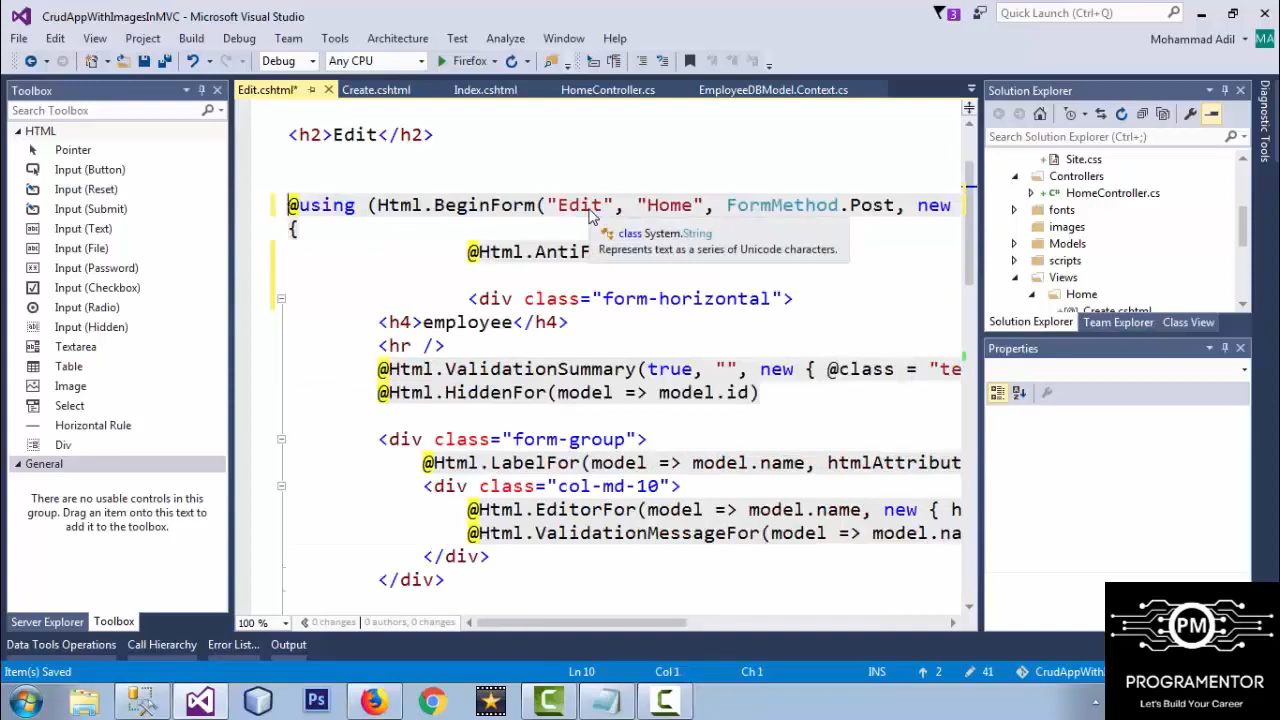 CrudAppWithImagesInMVC - Microsoft Visual Studio
3
Quick Launch (Ctrl+Q)
File Edit View Project Build Debug Team Tools Architecture Test Analyze Window Help
Mohammad Adil
MA
Debug Any CPU Firefox
Toolbox
Edit.cshtml* Create.cshtml Index.cshtml HomeController.cs EmployeeDBModel.Context.cs
Solution Explorer
Diagnostic Tools
Search Toolbox
HTML
Pointer
Input (Button)
Input (Reset)
Input (Submit)
Input (Text)
Input (File)
Input (Password)
Input (Checkbox)
Input (Radio)
Input (Hidden)
Textarea
Table
Image
Select
Horizontal Rule
Div
General
There are no usable controls in this
group. Drag an item onto this text to
add it to the toolbox.
Server Explorer Toolbox
<h2>Edit</h2>
@using (Html.BeginForm("Edit", "Home", FormMethod.Post, new
{
class System.String
Represents text as a series of Unicode characters.
@Html.AntiF
<div class="form-horizontal">
<h4>employee</h4>
<hr />
@Html.ValidationSummary(true, "", new { @class = "te
@Html.HiddenFor(model => model.id)
<div class="form-group">
@Html.LabelFor(model => model.name, htmlAttribut
<div class="col-md-10">
@Html.EditorFor(model => model.name, new { h
@Html.ValidationMessageFor(model => model.na
</div>
</div>
100 % 0 changes | 0 authors, 0 changes
Search Solution Explorer (Ctrl+;)
Site.css
Controllers
HomeController.cs
fonts
images
Models
scripts
Views
Home
Create.cshtml
Solution Explorer Team Explorer Class View
Properties
Data Tools Operations Call Hierarchy Error List... Output
Item(s) Saved Ln 10 Col 1 Ch 1 INS 2 41 CrudAppWith
PM
PROGRAMENTOR
Let's Build Your Career